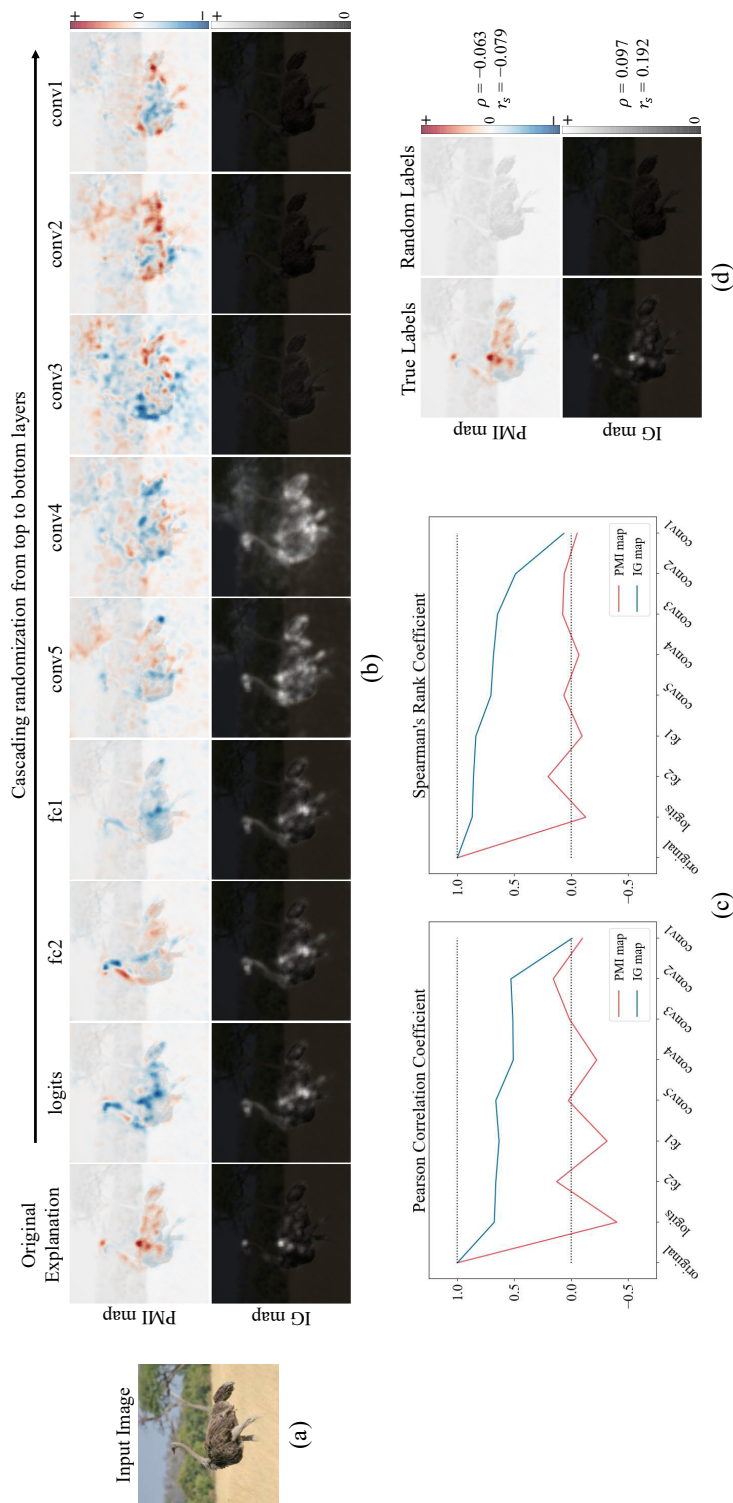 Input Image
(a)
Cascading randomization from top to bottom layers
Original
Explanation
logits
fc2
fc1
conv5
conv4
conv3
conv2
conv1
PMI map
IG map
+
0
−
0
(b)
Pearson Correlation Coefficient
1.0
0.5
0.0
−0.5
PMI map
IG map
original
logits
fc2
fc1
conv5
conv4
conv3
conv2
conv1
Spearman's Rank Coefficient
1.0
0.5
0.0
−0.5
PMI map
IG map
original
logits
fc2
fc1
conv5
conv4
conv3
conv2
conv1
(c)
True Labels
Random Labels
PMI map
IG map
+
0
−
+
0
ρ = −0.063
r_s = −0.079
ρ = 0.097
r_s = 0.192
(d)